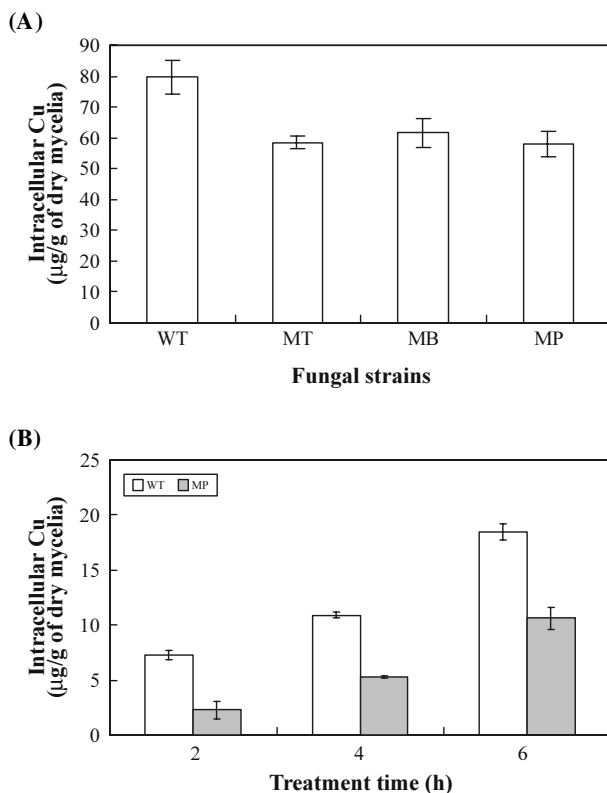 (A)
Intracellular Cu
(μg/g of dry mycelia)
90
80
70
60
50
40
30
20
10
0
WT MT MB MP
Fungal strains
(B)
Intracellular Cu
(μg/g of dry mycelia)
25
20
15
10
5
0
WT MP
2 4 6
Treatment time (h)